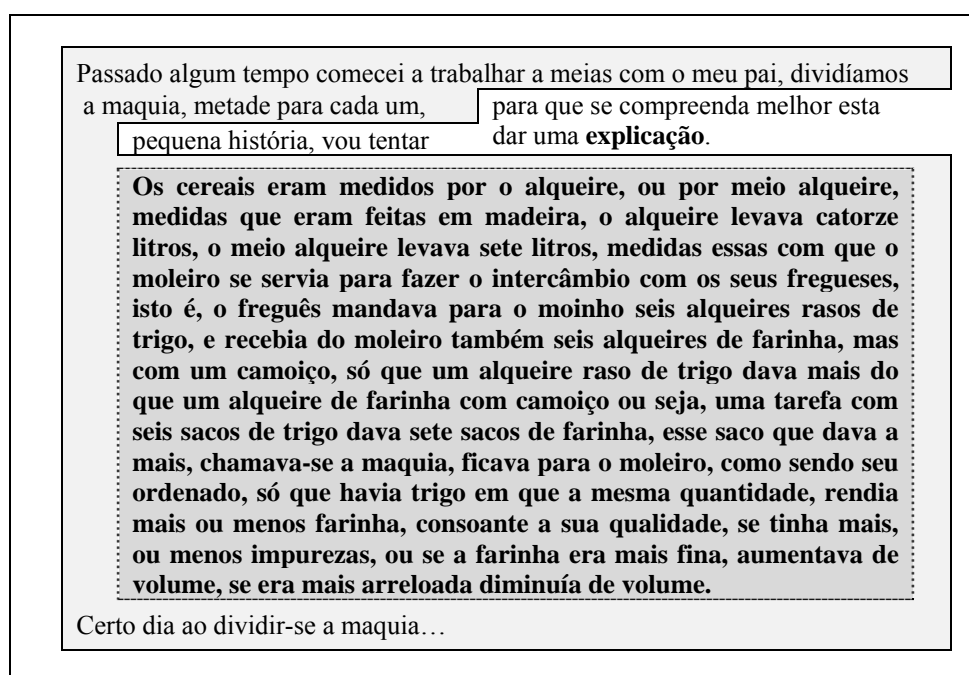 Passado algum tempo comecei a trabalhar a meias com o meu pai, dividíamos
a maquia, metade para cada um, para que se compreenda melhor esta
pequena história, vou tentar dar uma explicação.
Os cereais eram medidos por o alqueire, ou por meio alqueire,
medidas que eram feitas em madeira, o alqueire levava catorze
litros, o meio alqueire levava sete litros, medidas essas com que o
moleiro se servia para fazer o intercâmbio com os seus fregueses,
isto é, o freguês mandava para o moinho seis alqueires rasos de
trigo, e recebia do moleiro também seis alqueires de farinha, mas
com um camoiço, só que um alqueire raso de trigo dava mais do
que um alqueire de farinha com camoiço ou seja, uma tarefa com
seis sacos de trigo dava sete sacos de farinha, esse saco que dava a
mais, chamava-se a maquia, ficava para o moleiro, como sendo seu
ordenado, só que havia trigo em que a mesma quantidade, rendia
mais ou menos farinha, consoante a sua qualidade, se tinha mais,
ou menos impurezas, ou se a farinha era mais fina, aumentava de
volume, se era mais arreloada diminuía de volume.
Certo dia ao dividir-se a maquia…